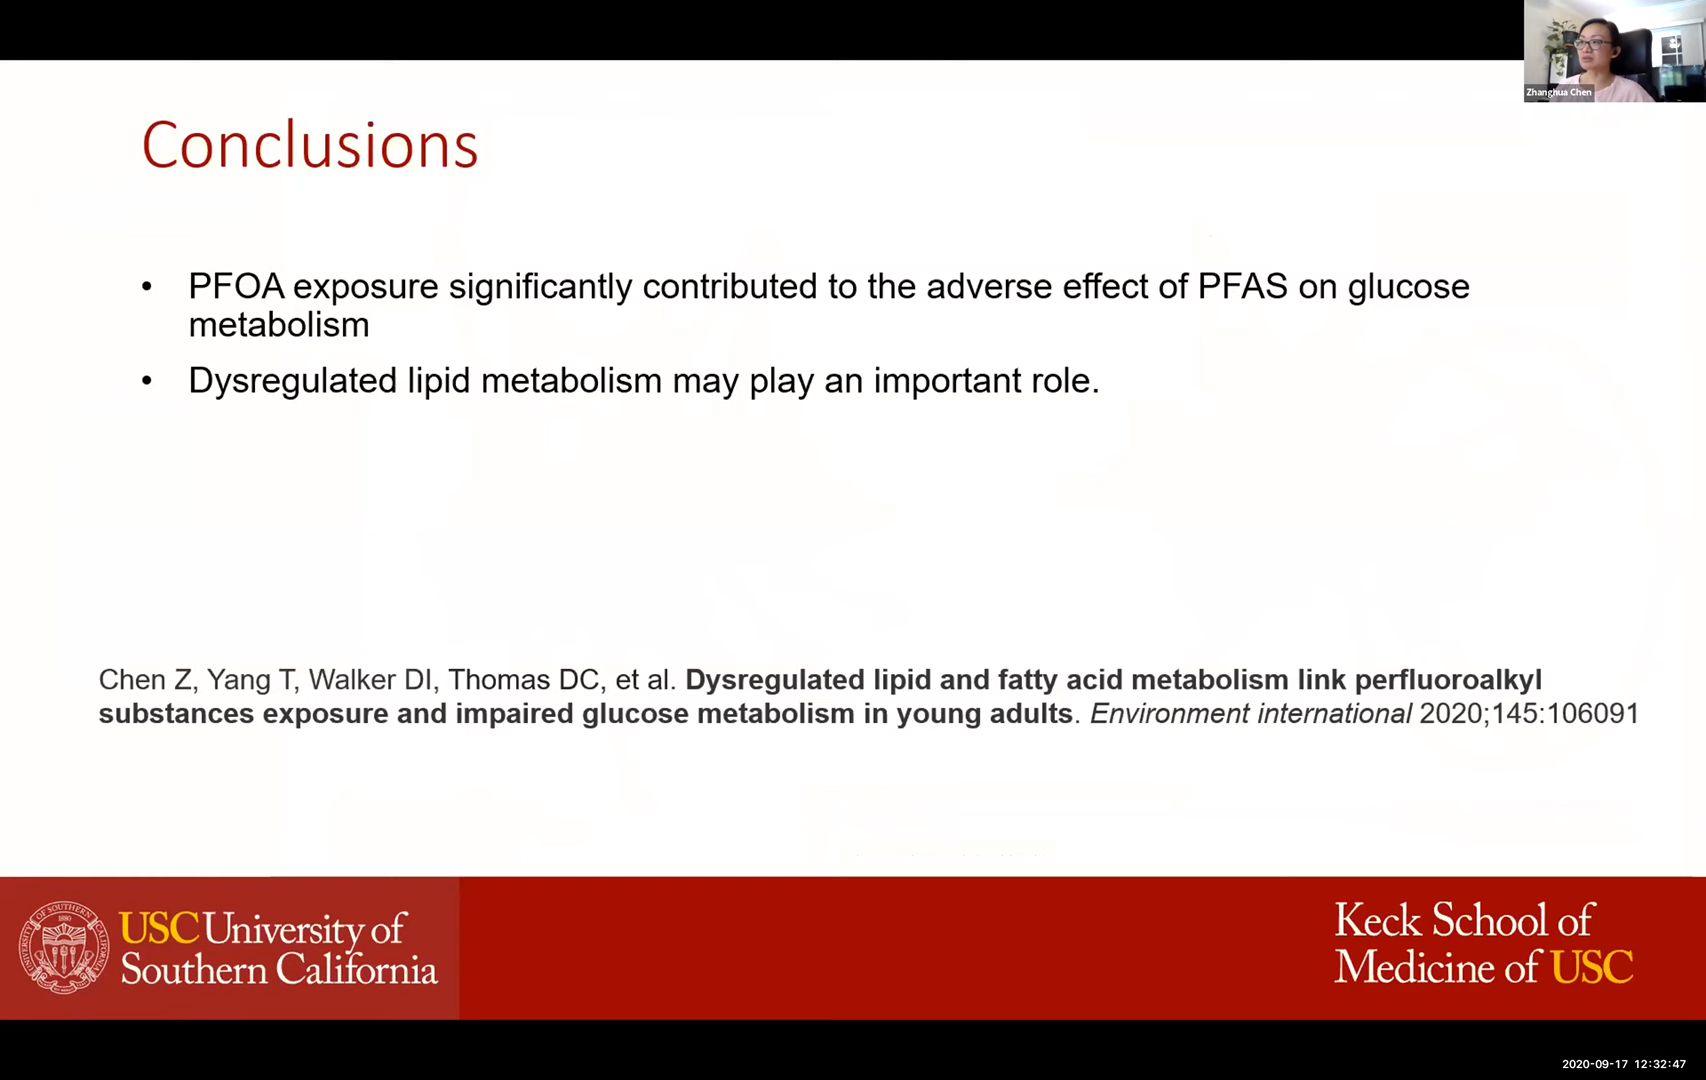 Zhanghua Chen
Conclusions
• PFOA exposure significantly contributed to the adverse effect of PFAS on glucose
metabolism
• Dysregulated lipid metabolism may play an important role.
Chen Z, Yang T, Walker DI, Thomas DC, et al. Dysregulated lipid and fatty acid metabolism link perfluoroalkyl
substances exposure and impaired glucose metabolism in young adults. Environment international 2020;145:106091
USC University of
Southern California
Keck School of
Medicine of USC
2020-09-17 12:32:47